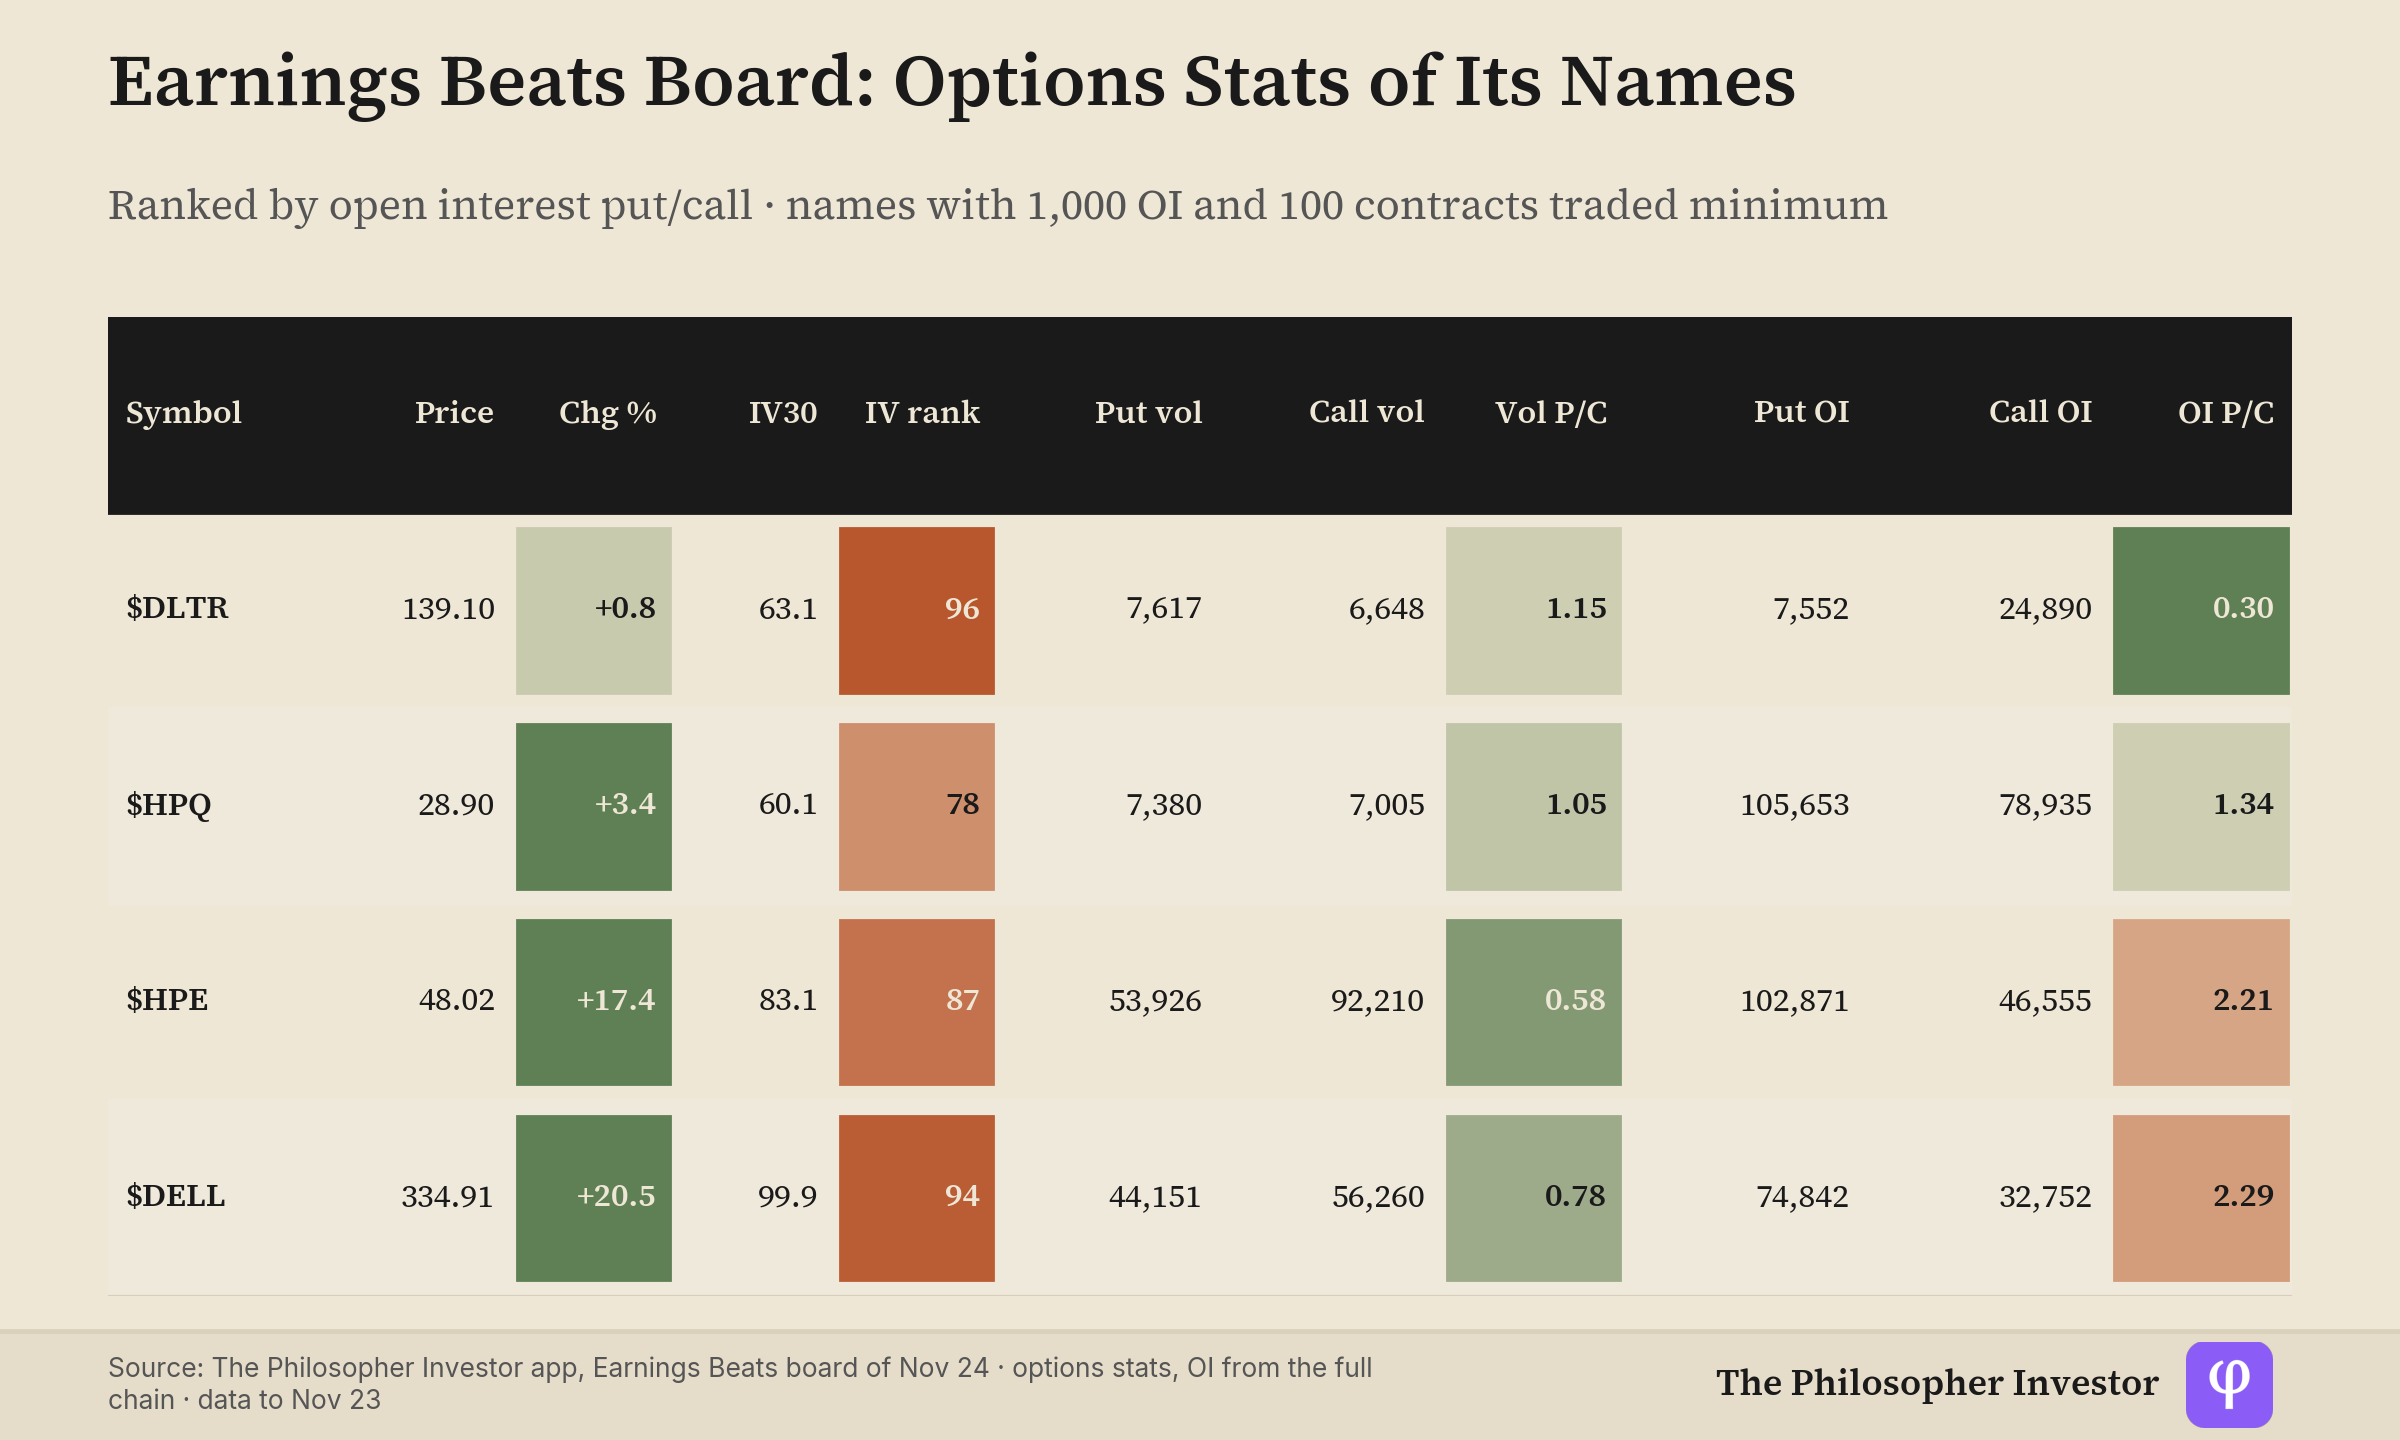 Earnings Beats Board: Options Stats of Its Names
Ranked by open interest put/call · names with 1,000 OI and 100 contracts traded minimum
Symbol Price Chg % IV30 IV rank Put vol Call vol Vol P/C Put OI Call OI OI P/C
$DLTR 139.10 +0.8 63.1 96 7,617 6,648 1.15 7,552 24,890 0.30
$HPQ 28.90 +3.4 60.1 78 7,380 7,005 1.05 105,653 78,935 1.34
$HPE 48.02 +17.4 83.1 87 53,926 92,210 0.58 102,871 46,555 2.21
$DELL 334.91 +20.5 99.9 94 44,151 56,260 0.78 74,842 32,752 2.29
Source: The Philosopher Investor app, Earnings Beats board of Nov 24 · options stats, OI from the full
chain · data to Nov 23
The Philosopher Investor φ